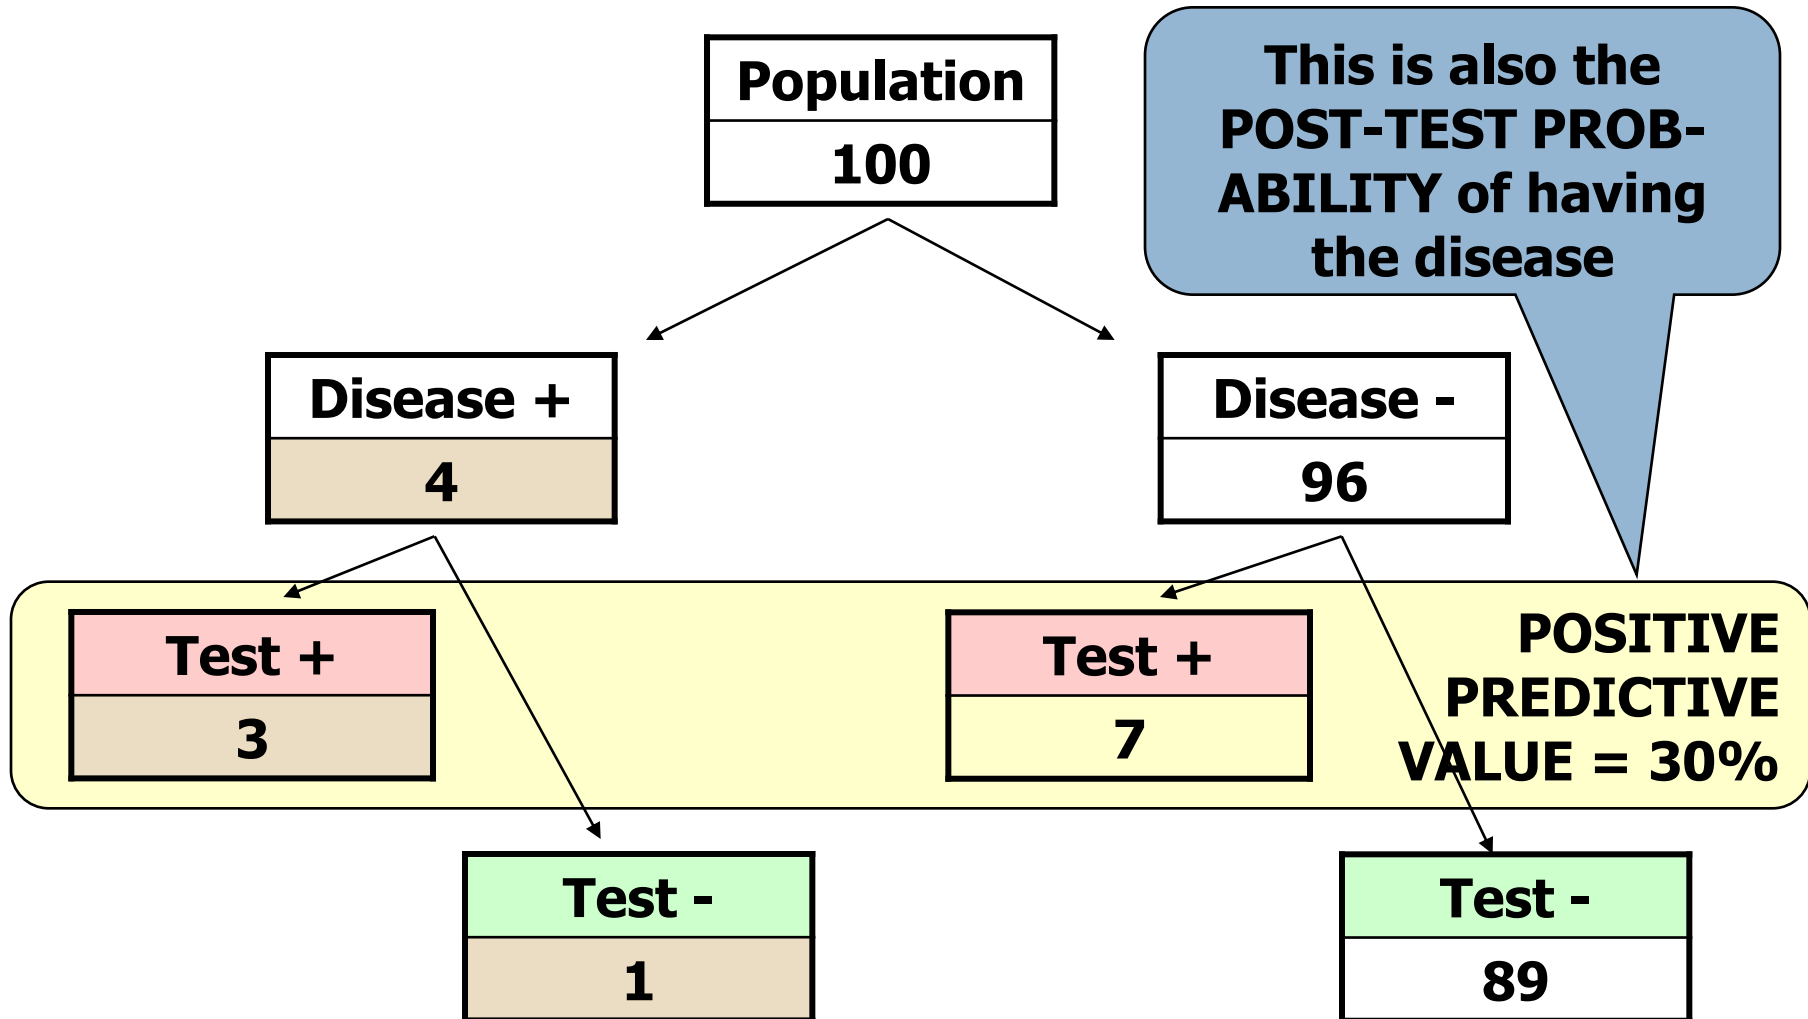 Population
100
This is also the
POST-TEST PROB-
ABILITY of having
the disease
Disease +
4
Disease -
96
Test +
3
Test +
7
POSITIVE
PREDICTIVE
VALUE = 30%
Test -
1
Test -
89